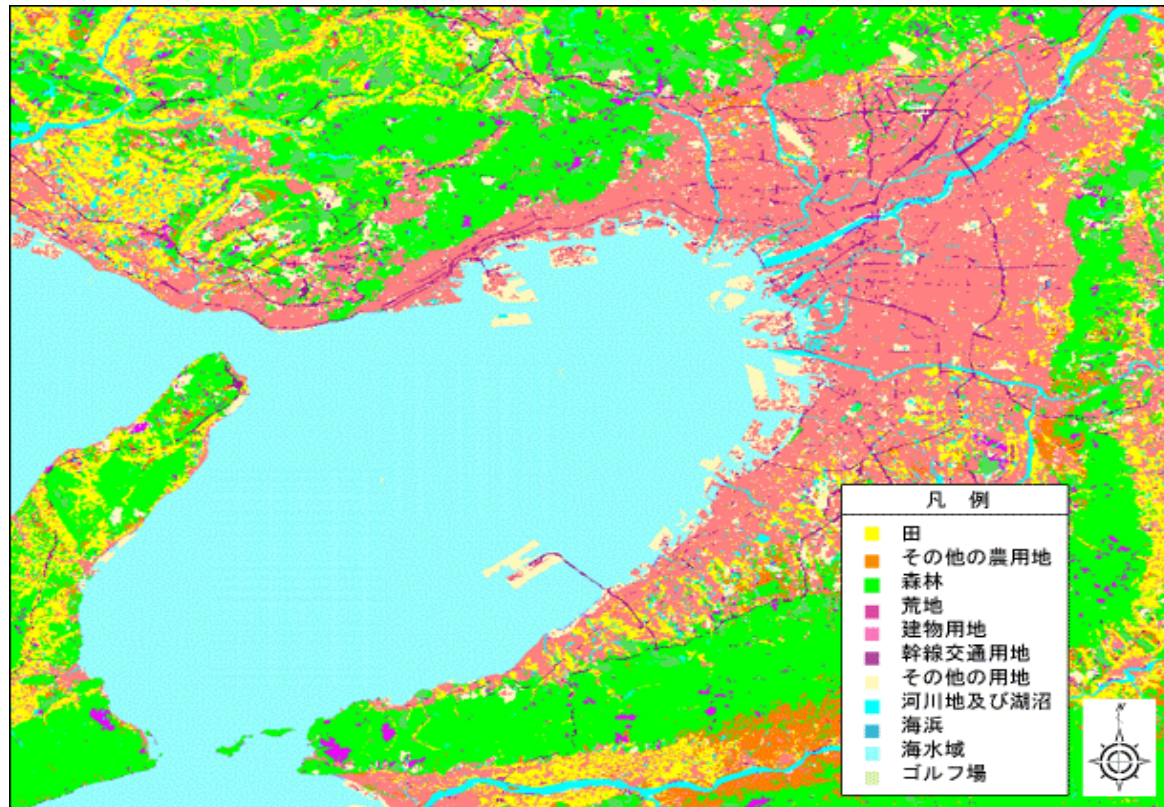 凡 例
田
その他の農用地
森林
荒地
建物用地
幹線交通用地
その他の用地
河川地及び湖沼
海浜
海水域
ゴルフ場
N